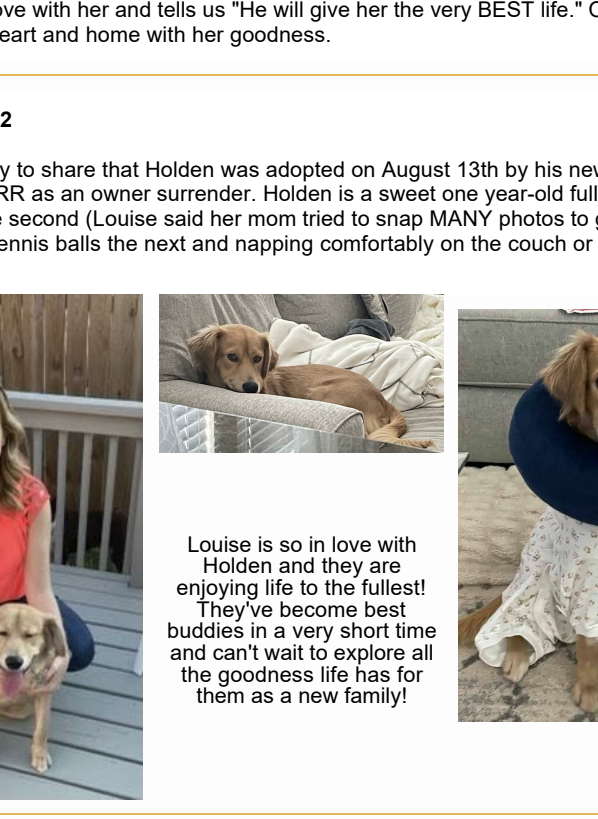 ove with her and tells us "He will give her the very BEST life." C
eart and home with her goodness.
2
y to share that Holden was adopted on August 13th by his new
RR as an owner surrender. Holden is a sweet one year-old full
e second (Louise said her mom tried to snap MANY photos to g
ennis balls the next and napping comfortably on the couch or
Louise is so in love with
Holden and they are
enjoying life to the fullest!
They've become best
buddies in a very short time
and can't wait to explore all
the goodness life has for
them as a new family!